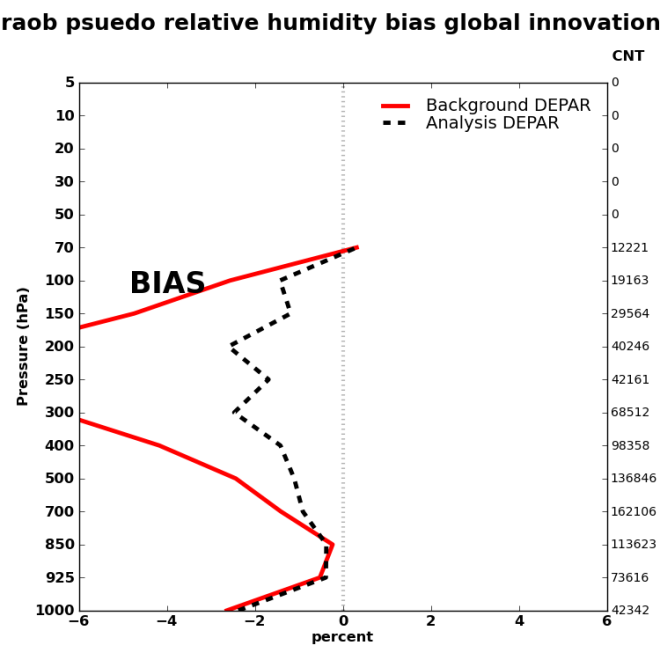 raob psuedo relative humidity bias global innovation
CNT
5 0
10 0
20 0
30 0
50 0
70 12221
100 19163
150 29564
200 40246
250 42161
300 68512
400 98358
500 136846
700 162106
850 113623
925 73616
1000 42342
Background DEPAR
Analysis DEPAR
BIAS
Pressure (hPa)
−6 −4 −2 0 2 4 6
percent